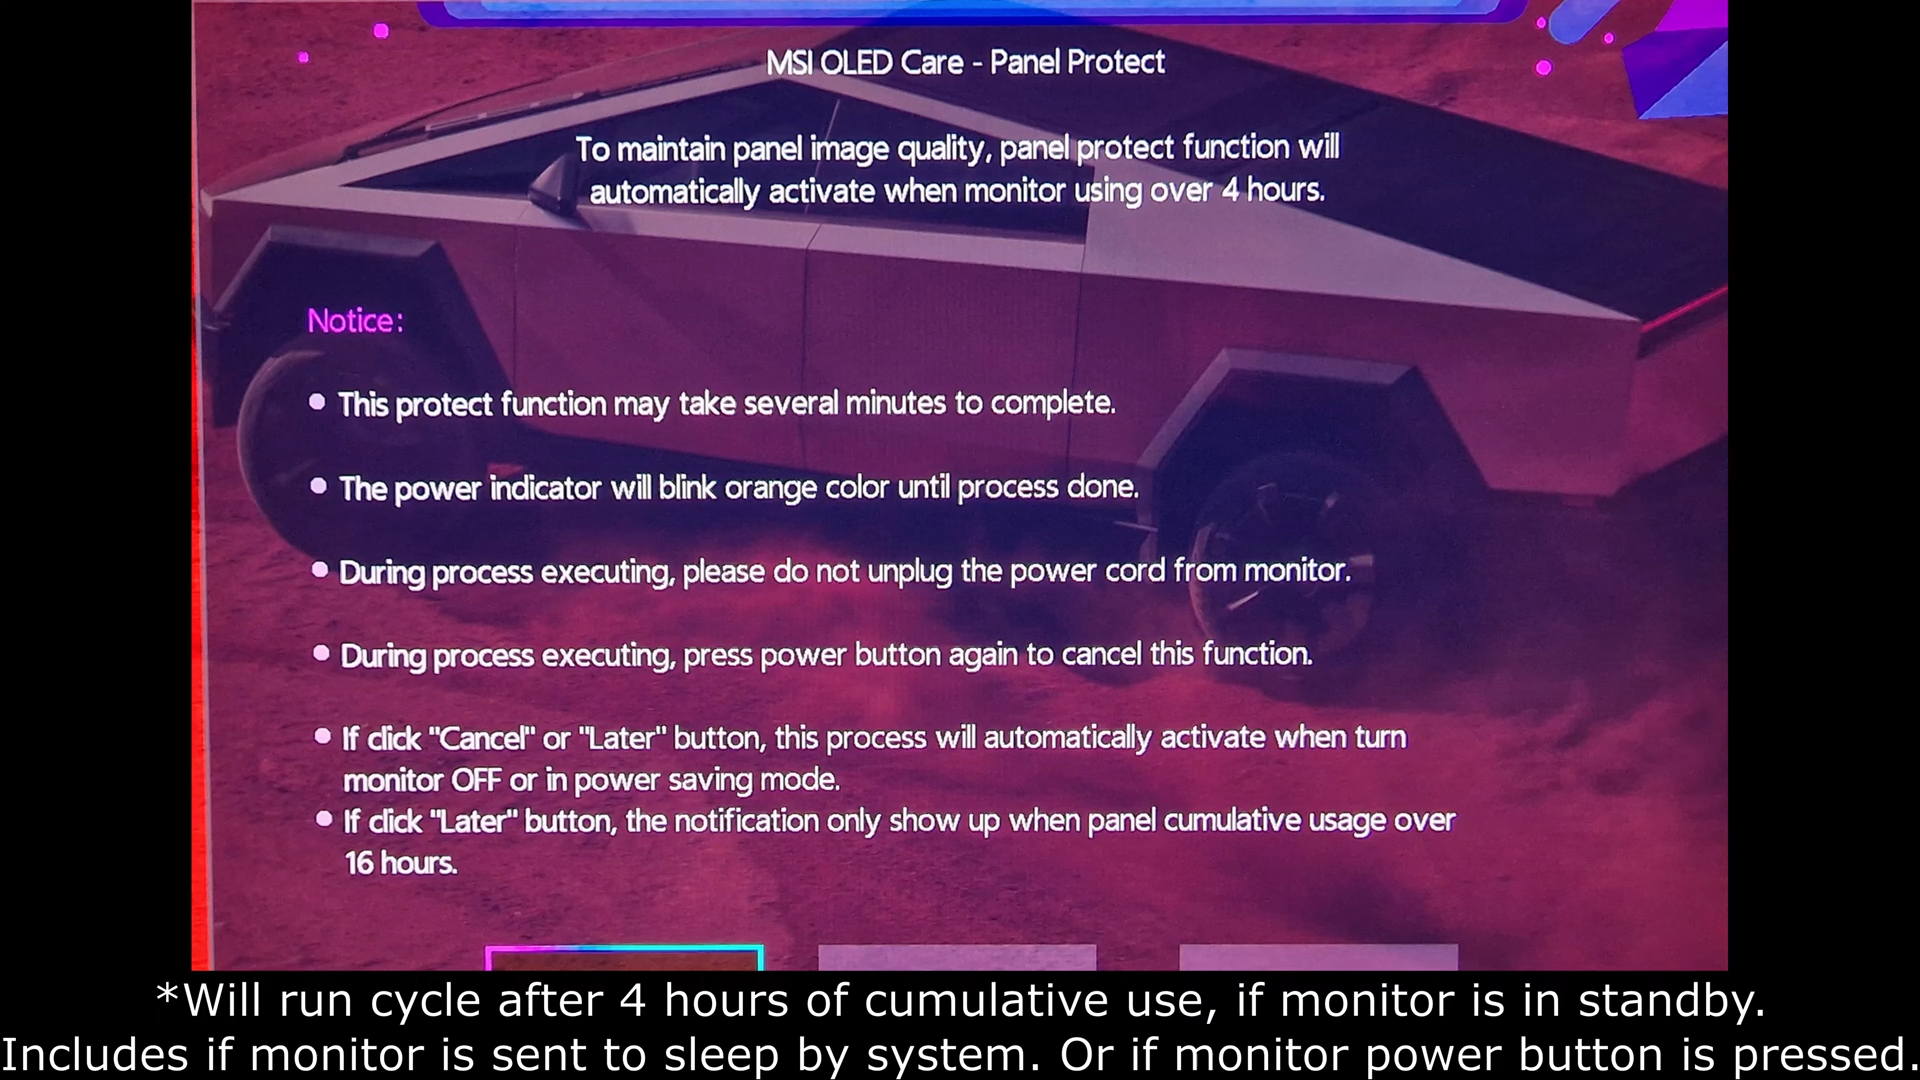 MSI OLED Care - Panel Protect
To maintain panel image quality, panel protect function will
automatically activate when monitor using over 4 hours.
Notice:
• This protect function may take several minutes to complete.
• The power indicator will blink orange color until process done.
• During process executing, please do not unplug the power cord from monitor.
• During process executing, press power button again to cancel this function.
• If click "Cancel" or "Later" button, this process will automatically activate when turn
monitor OFF or in power saving mode.
• If click "Later" button, the notification only show up when panel cumulative usage over
16 hours.
*Will run cycle after 4 hours of cumulative use, if monitor is in standby.
Includes if monitor is sent to sleep by system. Or if monitor power button is pressed.